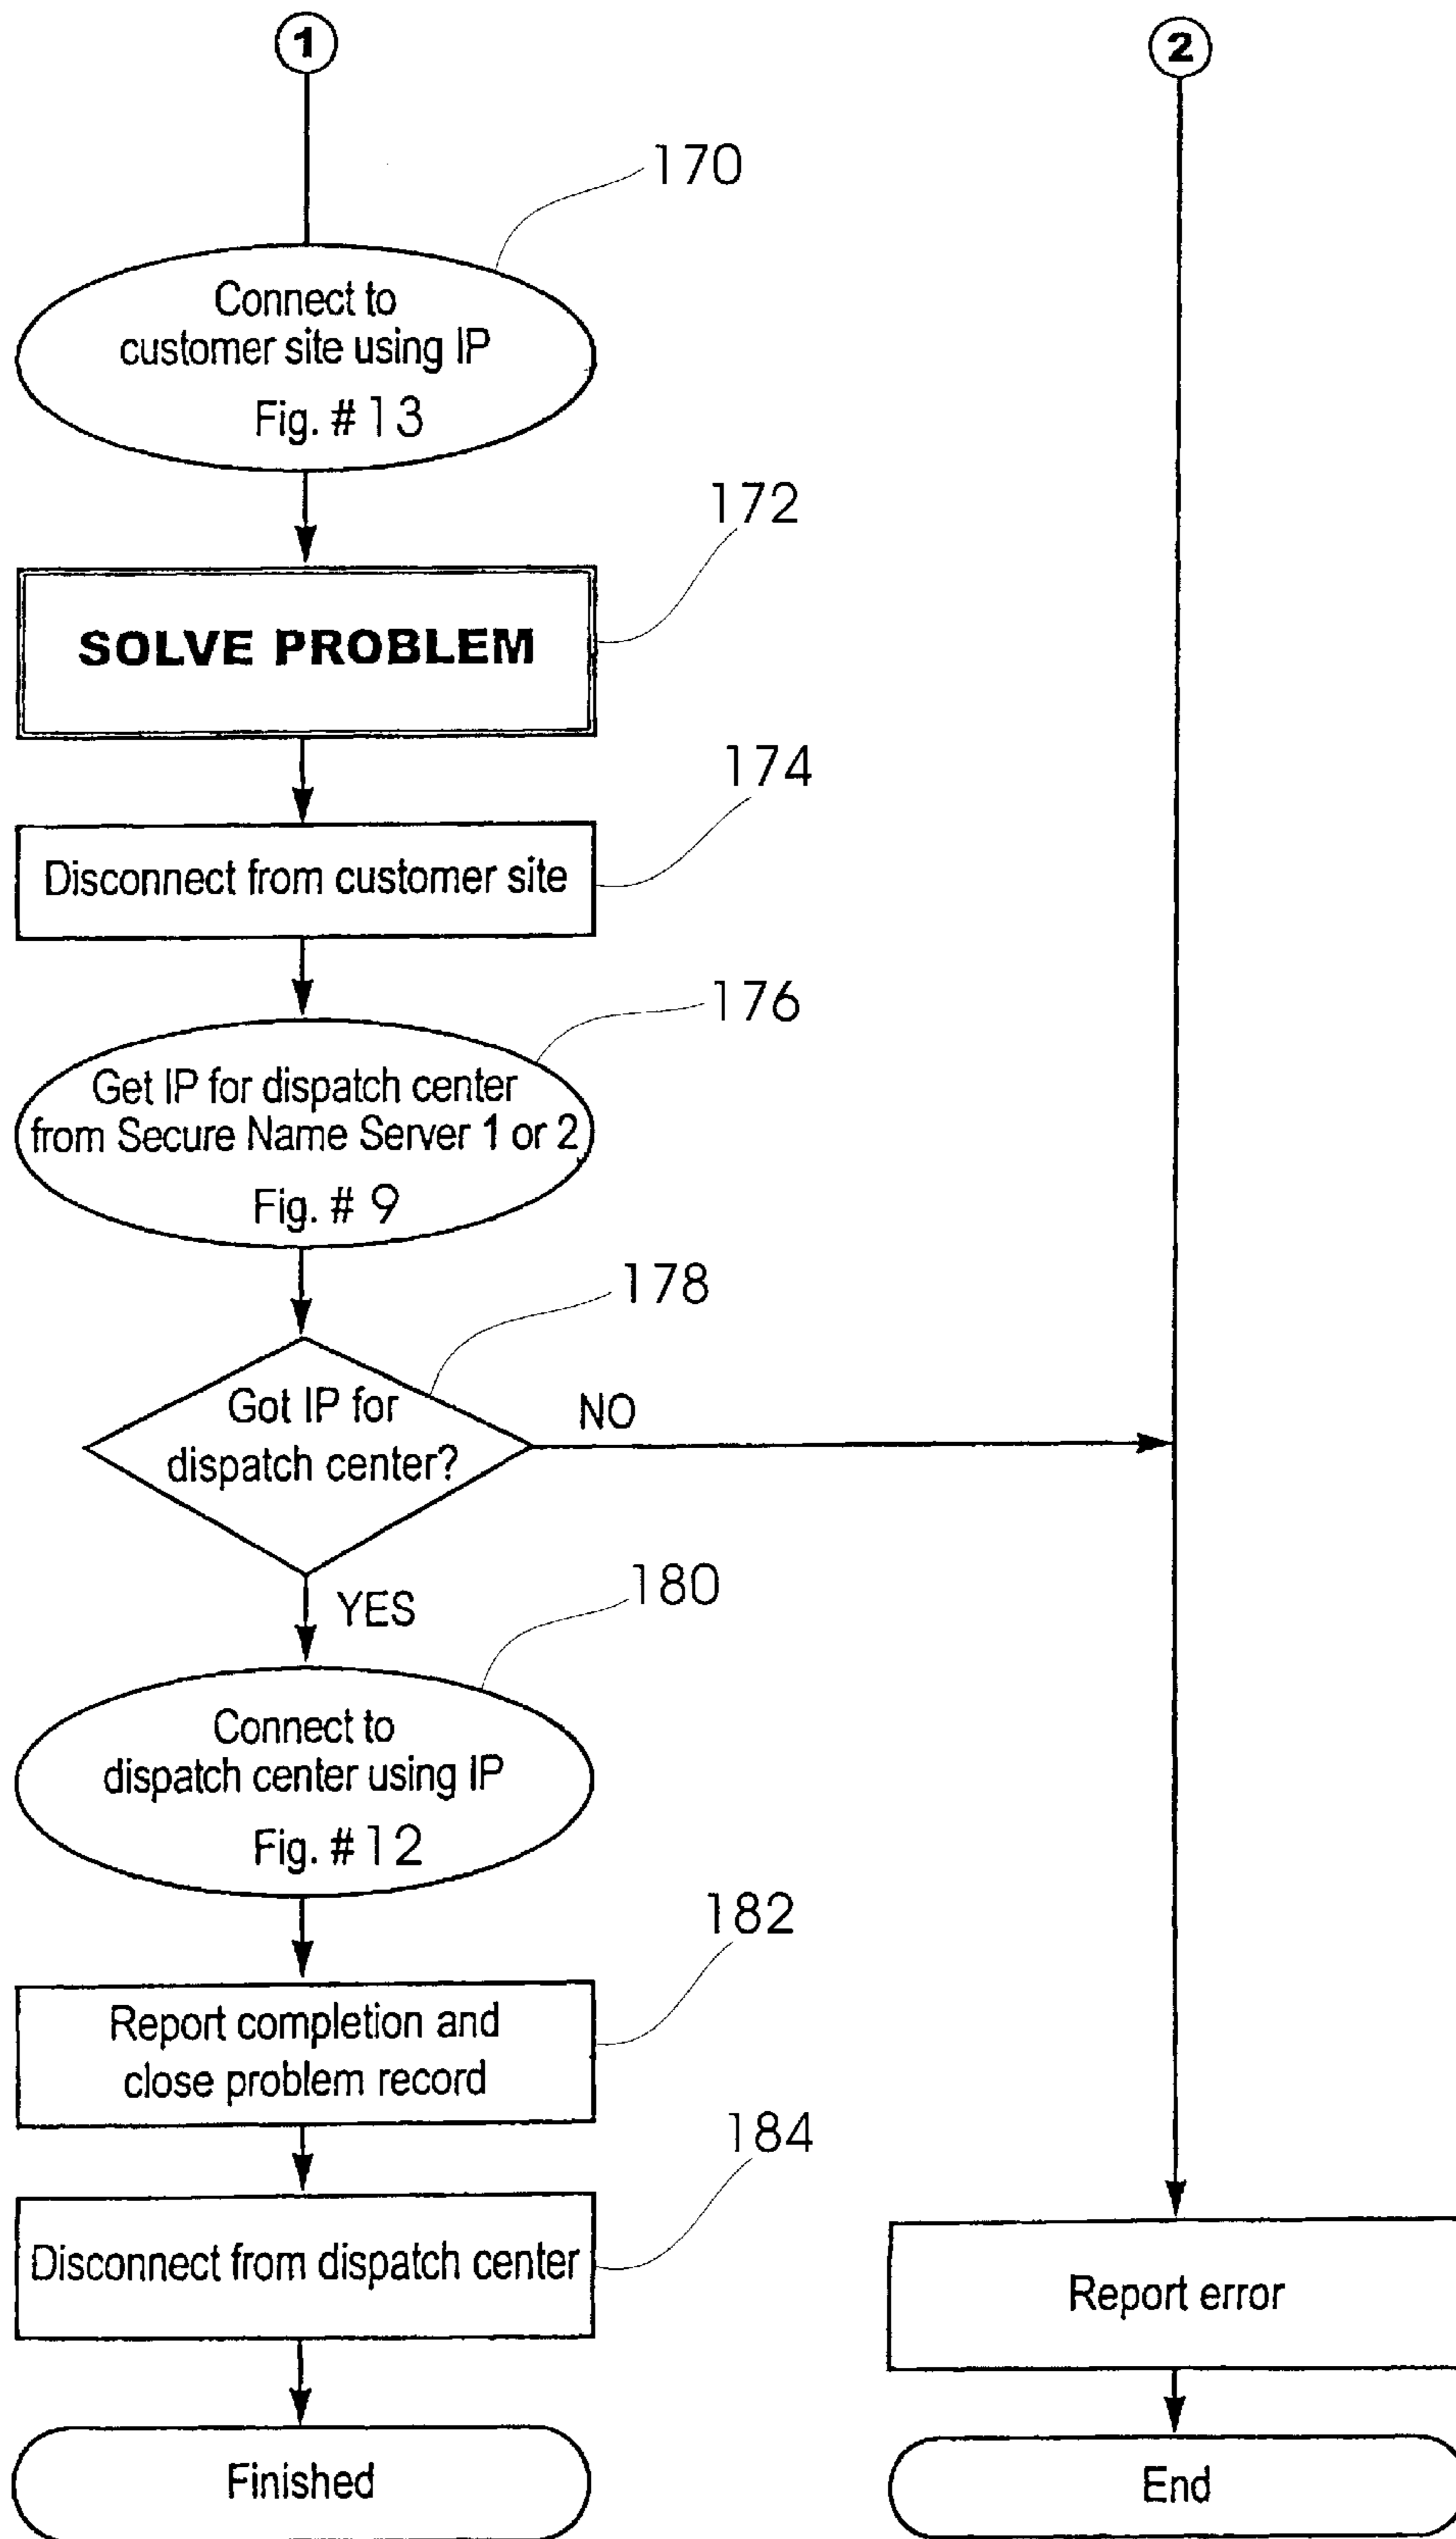 1
2
170
Connect to
customer site using IP
Fig. # 13
172
SOLVE PROBLEM
174
Disconnect from customer site
176
Get IP for dispatch center
from Secure Name Server 1 or 2
Fig. # 9
178
Got IP for
dispatch center?
NO
YES
180
Connect to
dispatch center using IP
Fig. # 12
182
Report completion and
close problem record
184
Disconnect from dispatch center
Report error
Finished
End